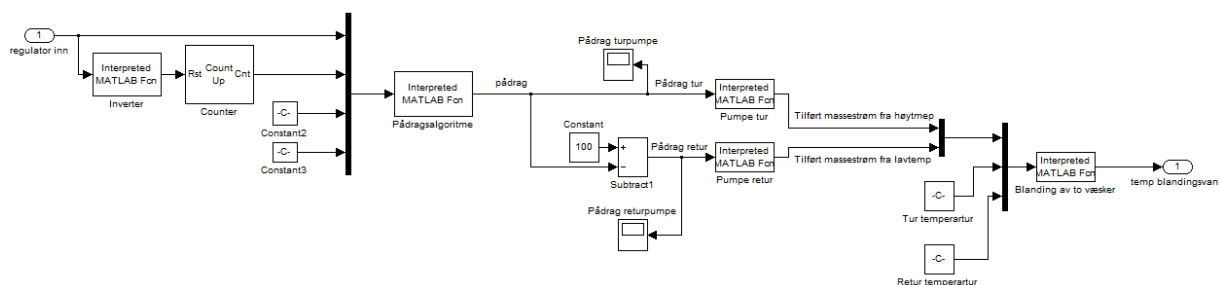 1
regulator inn
Interpreted
MATLAB Fcn
Inverter
Rst
Count
Up
Cnt
Counter
-C-
Constant2
-C-
Constant3
Interpreted
MATLAB Fcn
Pådragsalgoritme
pådrag
Pådrag turpumpe
Pådrag tur
Interpreted
MATLAB Fcn
Pumpe tur
Constant
100
+
−
Subtract1
Pådrag retur
Interpreted
MATLAB Fcn
Pumpe retur
Pådrag returpumpe
Tilført massestrøm fra høytmep
Tilført massestrøm fra lavtemp
-C-
Tur temperartur
-C-
Retur temperartur
Interpreted
MATLAB Fcn
Blanding av to væsker
1
temp blandingsvan